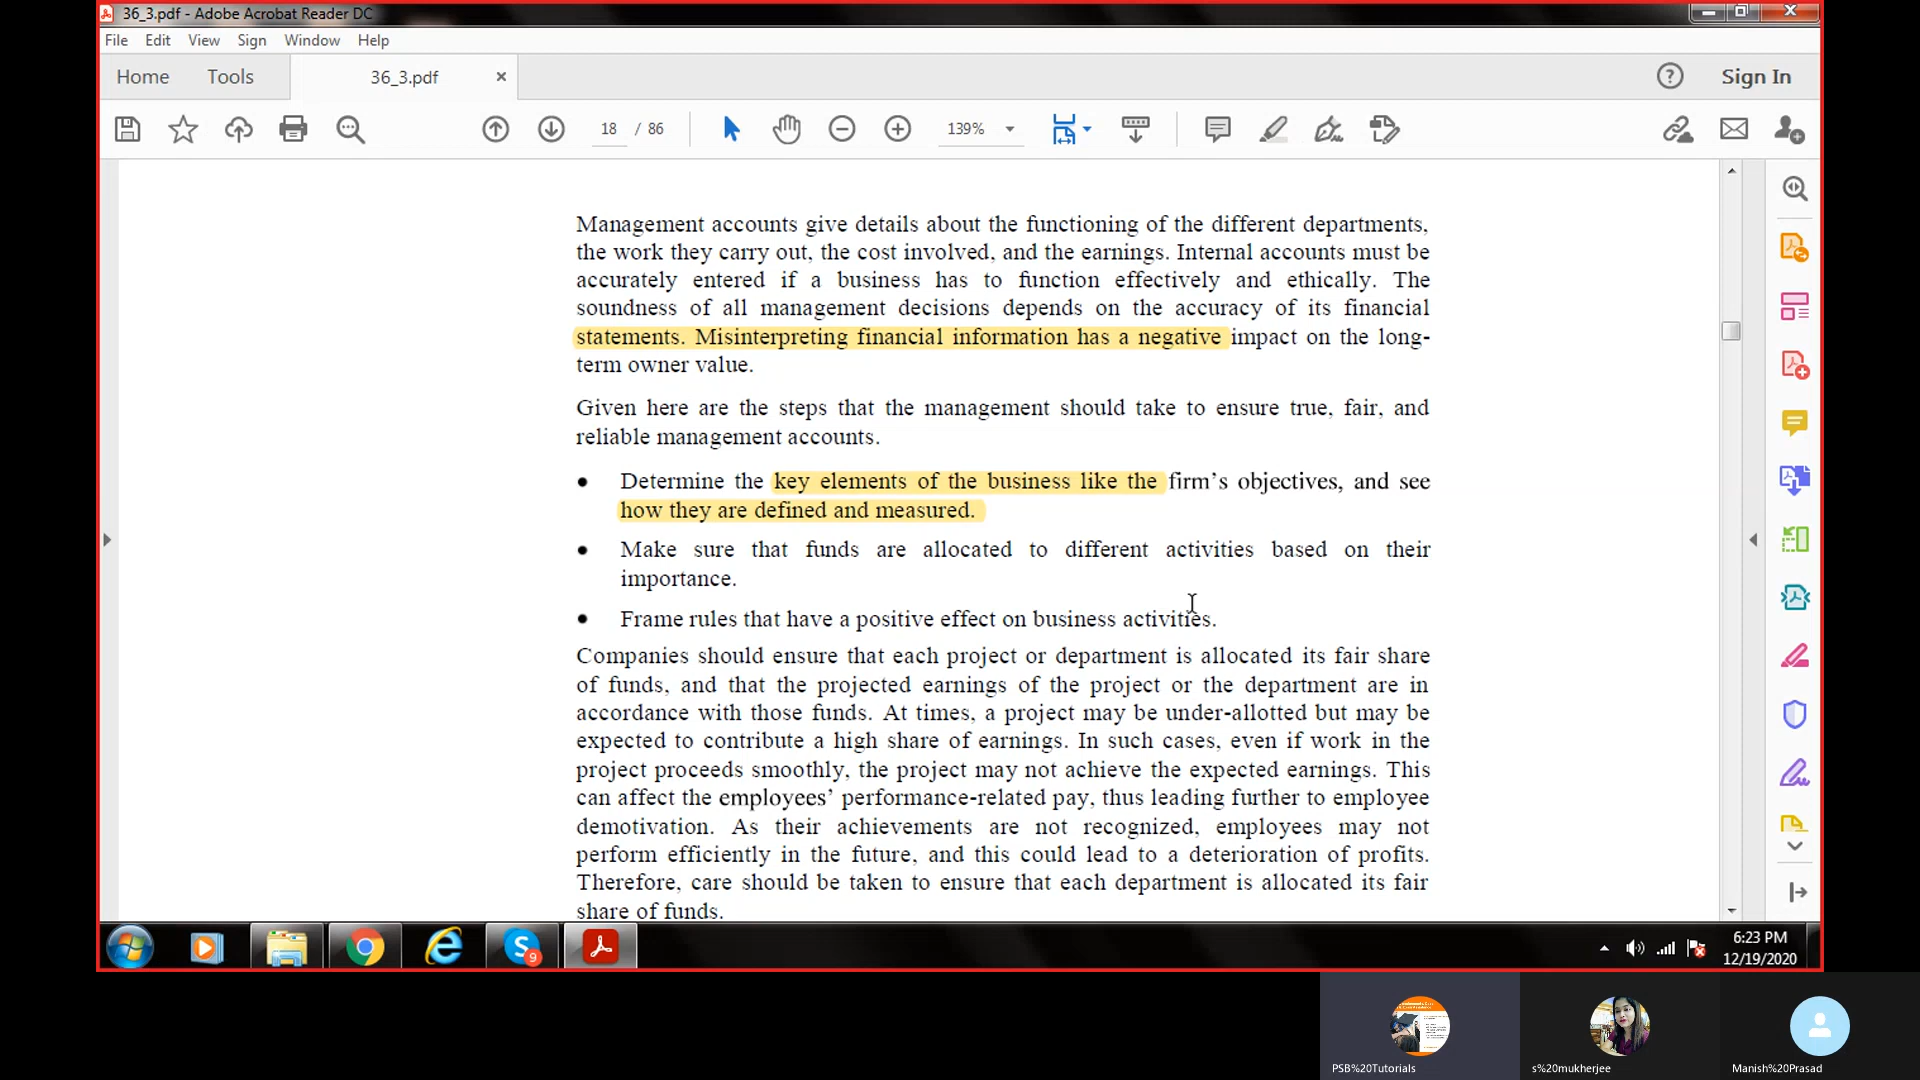 36_3.pdf - Adobe Acrobat Reader DC
File Edit View Sign Window Help
Home Tools 36_3.pdf Sign In
18 / 86 139%
Management accounts give details about the functioning of the different departments,
the work they carry out, the cost involved, and the earnings. Internal accounts must be
accurately entered if a business has to function effectively and ethically. The
soundness of all management decisions depends on the accuracy of its financial
statements. Misinterpreting financial information has a negative impact on the long-
term owner value.
Given here are the steps that the management should take to ensure true, fair, and
reliable management accounts.
● Determine the key elements of the business like the firm's objectives, and see
how they are defined and measured.
● Make sure that funds are allocated to different activities based on their
importance.
● Frame rules that have a positive effect on business activities.
Companies should ensure that each project or department is allocated its fair share
of funds, and that the projected earnings of the project or the department are in
accordance with those funds. At times, a project may be under-allotted but may be
expected to contribute a high share of earnings. In such cases, even if work in the
project proceeds smoothly, the project may not achieve the expected earnings. This
can affect the employees' performance-related pay, thus leading further to employee
demotivation. As their achievements are not recognized, employees may not
perform efficiently in the future, and this could lead to a deterioration of profits.
Therefore, care should be taken to ensure that each department is allocated its fair
share of funds.
9
6:23 PM
12/19/2020
PSB%20Tutorials s%20mukherjee Manish%20Prasad